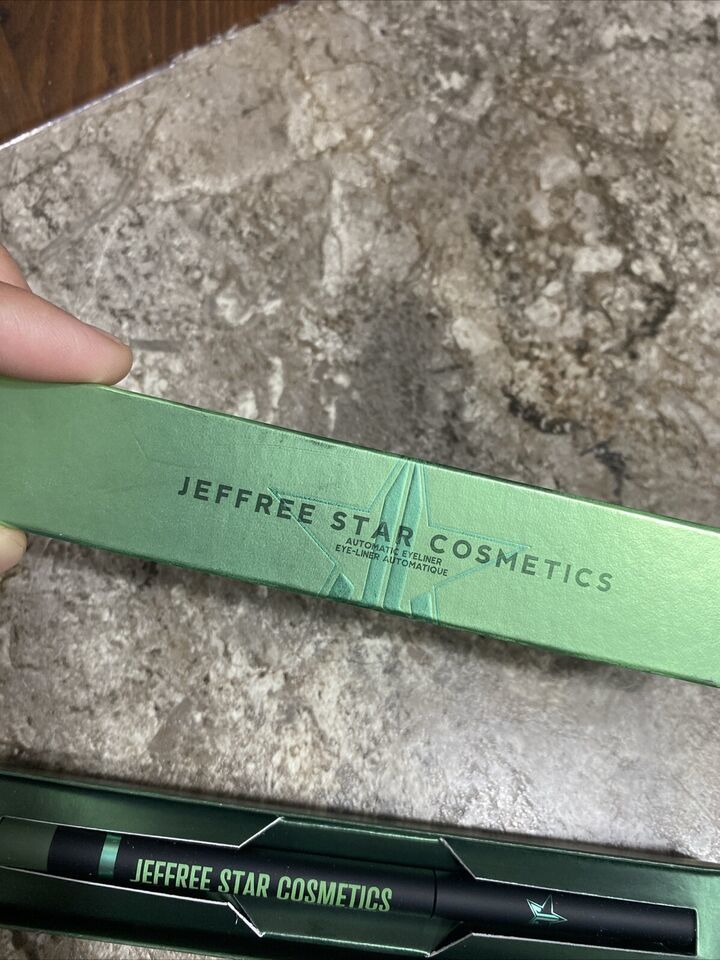 JEFFREE STAR COSMETICS
AUTOMATIC EYELINER
EYE-LINER AUTOMATIQUE
JEFFREE STAR COSMETICS